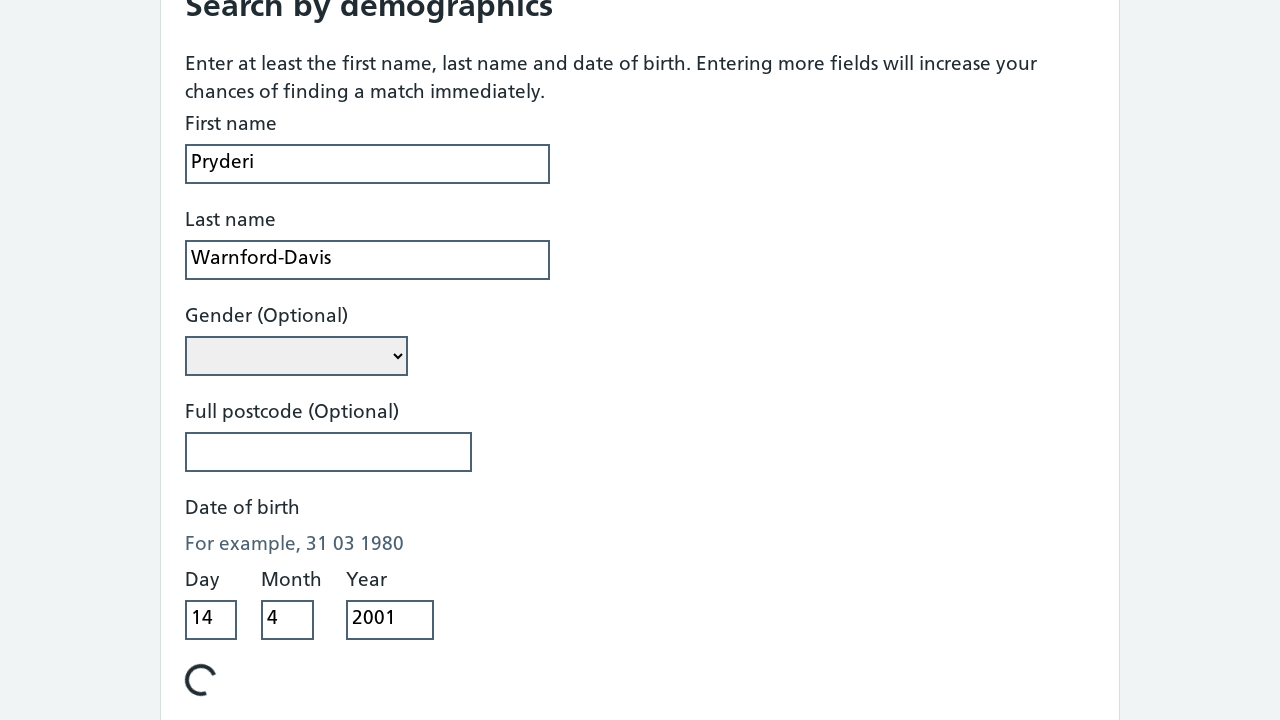 Search by demographics
Enter at least the first name, last name and date of birth. Entering more fields will increase your
chances of finding a match immediately.
First name
Pryderi
Last name
Warnford-Davis
Gender (Optional)
Full postcode (Optional)
Date of birth
For example, 31 03 1980
Day Month Year
14 4 2001